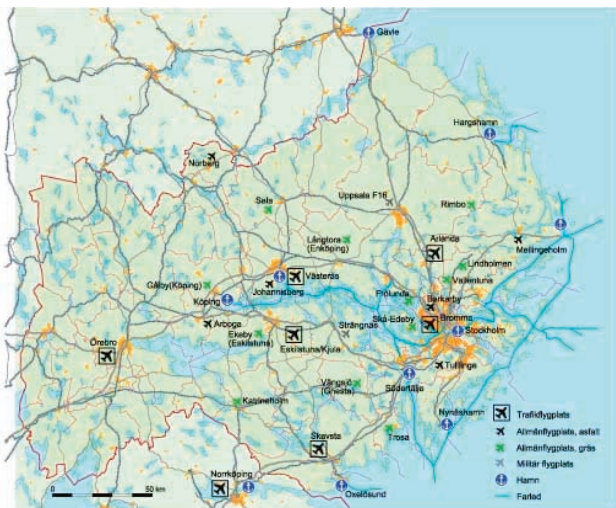 Gävle
Hargshamn
Norberg
Sala
Uppsala F16
Rimbo
Långtora
(Enköping)
Arlanda
Mellingeholm
Lindholmen
Vallentuna
Gålby(Köping)
Västerås
Johannisberg
Frölunda
Barkarby
Köping
Skå-Edeby
Bromma
Stockholm
Arboga
Ekeby
(Eskilstuna)
Strängnäs
Örebro
Eskilstuna/Kjula
Tullinge
Vängsjö
(Gnesta)
Södertälje
Katrineholm
Nynäshamn
Trosa
Skavsta
Norrköping
Oxelösund
0
50 km
Trafikflygplats
Allmänflygplats, asfalt
Allmänflygplats, gräs
Militär flygplats
Hamn
Farled